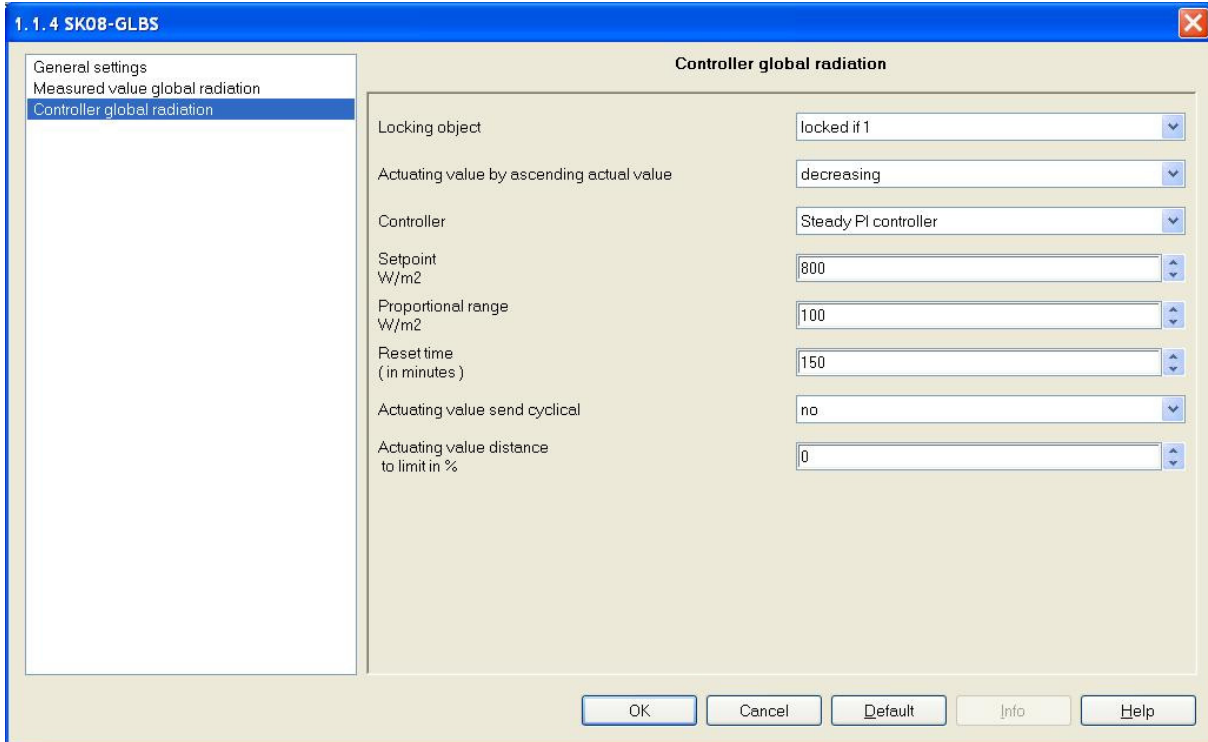 1.1.4 SK08-GLBS
General settings
Measured value global radiation
Controller global radiation
Controller global radiation
Locking object
locked if 1
Actuating value by ascending actual value
decreasing
Controller
Steady PI controller
Setpoint
W/m2
800
Proportional range
W/m2
100
Reset time
( in minutes )
150
Actuating value send cyclical
no
Actuating value distance
to limit in %
0
OK
Cancel
Default
Info
Help